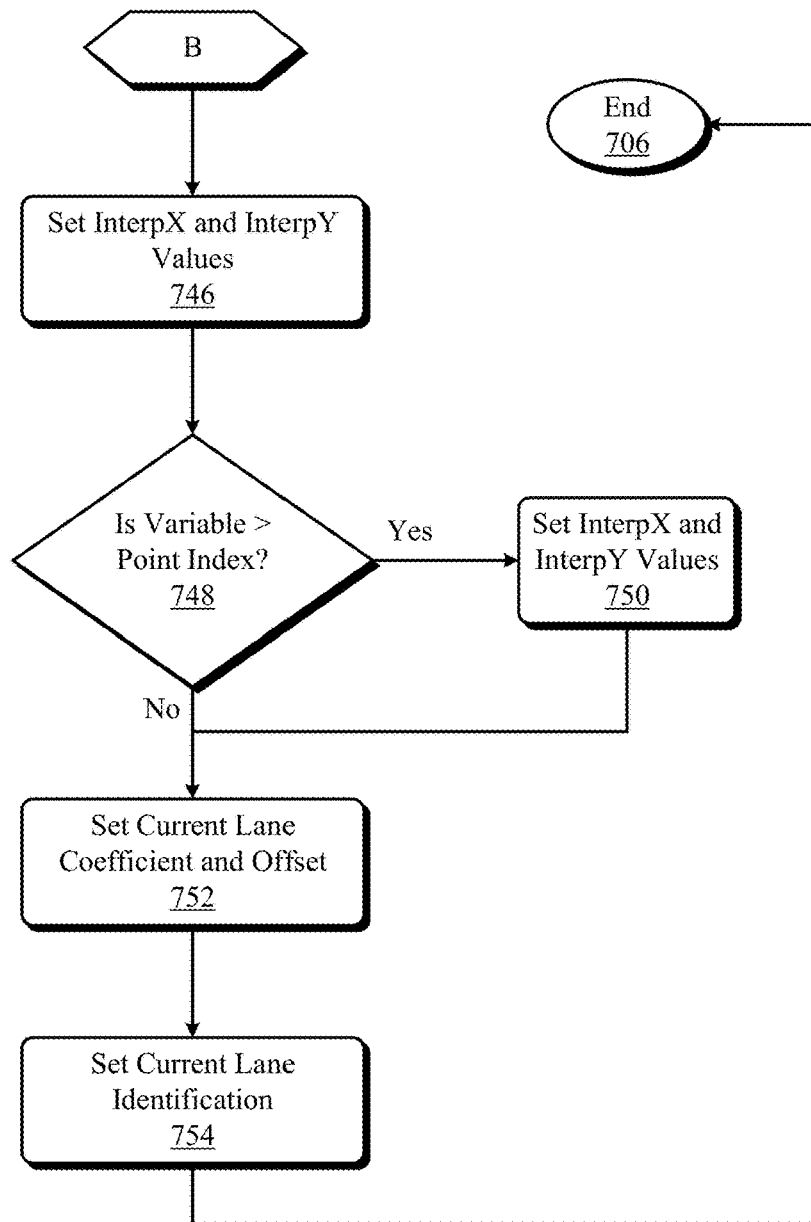 B
End
706
Set InterpX and InterpY
Values
746
Is Variable >
Point Index?
748
Yes
Set InterpX and
InterpY Values
750
No
Set Current Lane
Coefficient and Offset
752
Set Current Lane
Identification
754